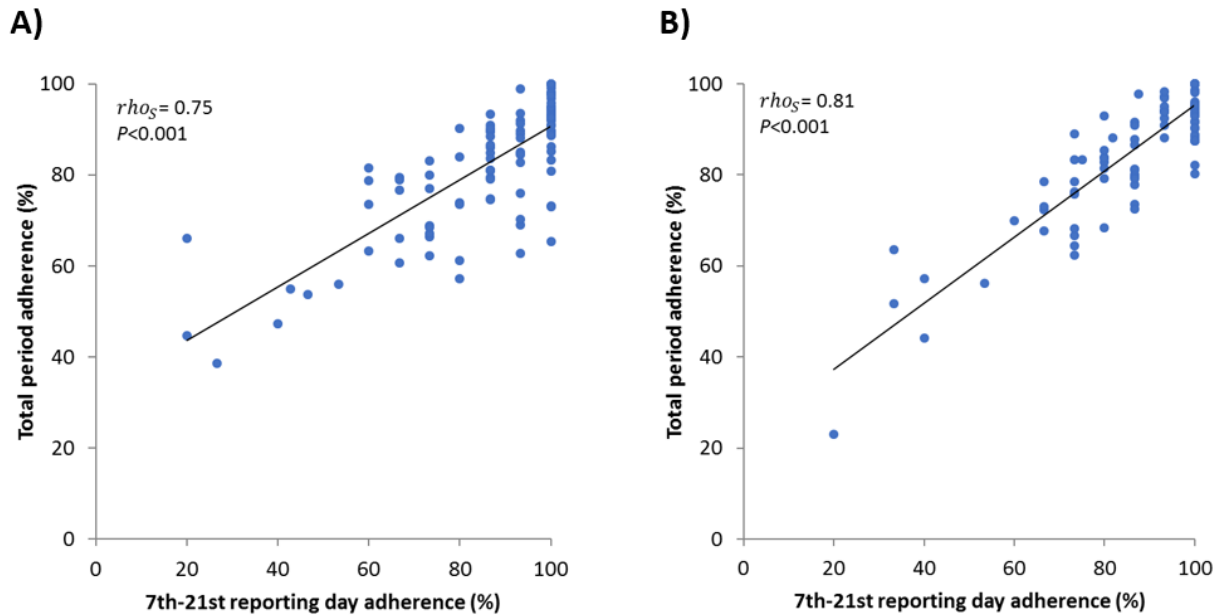 A)
rho_S = 0.75
P<0.001
100
80
60
40
20
0
0 20 40 60 80 100
Total period adherence (%)
7th-21st reporting day adherence (%)
B)
rho_S = 0.81
P<0.001
100
80
60
40
20
0
0 20 40 60 80 100
Total period adherence (%)
7th-21st reporting day adherence (%)